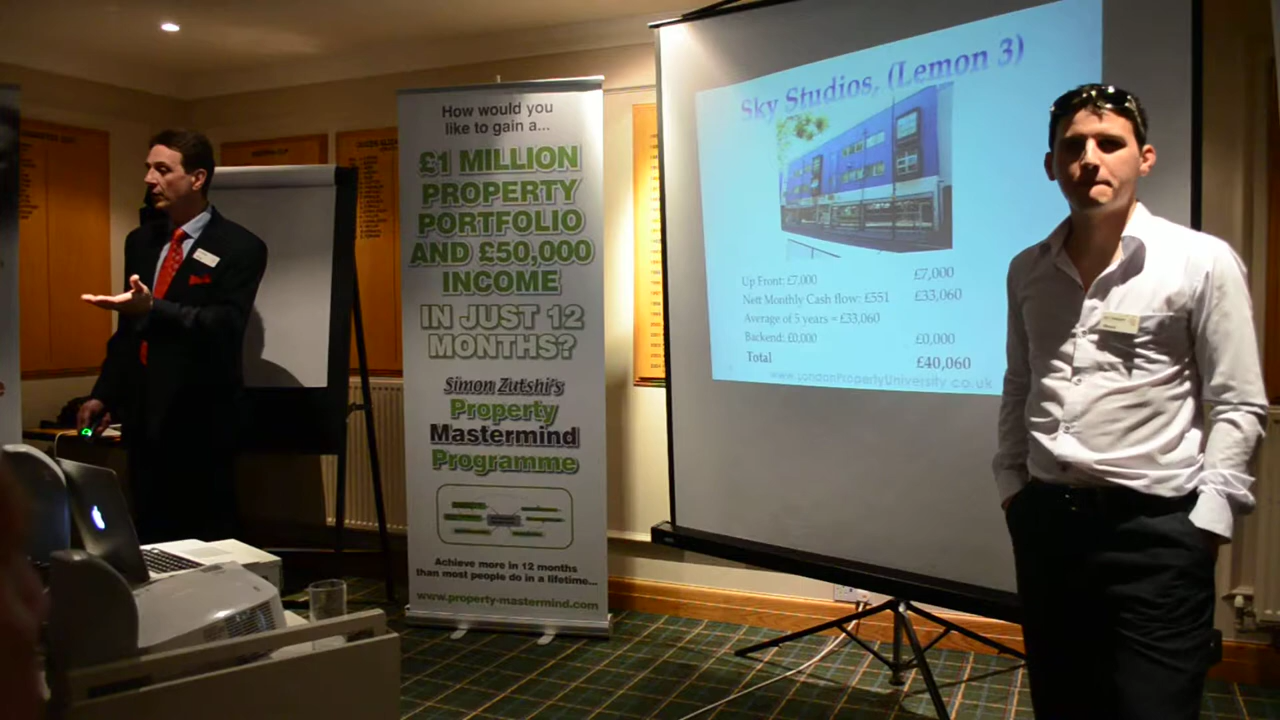 How would you
like to gain a...
£1 MILLION
PROPERTY
PORTFOLIO
AND £50,000
INCOME
IN JUST 12
MONTHS?
Simon Zutshi's
Property
Mastermind
Programme
Achieve more in 12 months
than most people do in a lifetime...
www.property-mastermind.com
Sky Studios, (Lemon 3)
Up Front: £7,000 £7,000
Nett Monthly Cash flow: £551 £33,060
Average of 5 years = £33,060
Backend: £0,000 £0,000
Total £40,060
www.LondonPropertyUniversity.co.uk